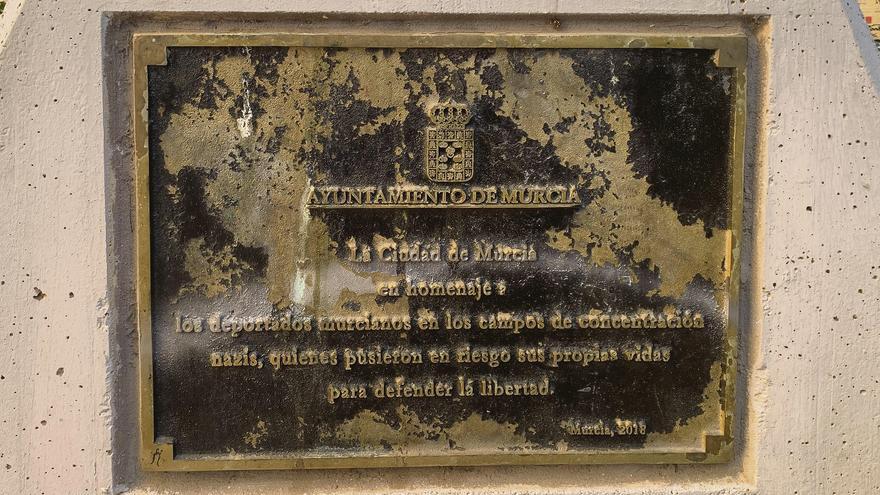 AYUNTAMIENTO DE MURCIA
La Ciudad de Murcia
en homenaje a
los deportados murcianos en los campos de concentración
nazis, quienes pusieron en riesgo sus propias vidas
para defender la libertad.
Murcia, 2018